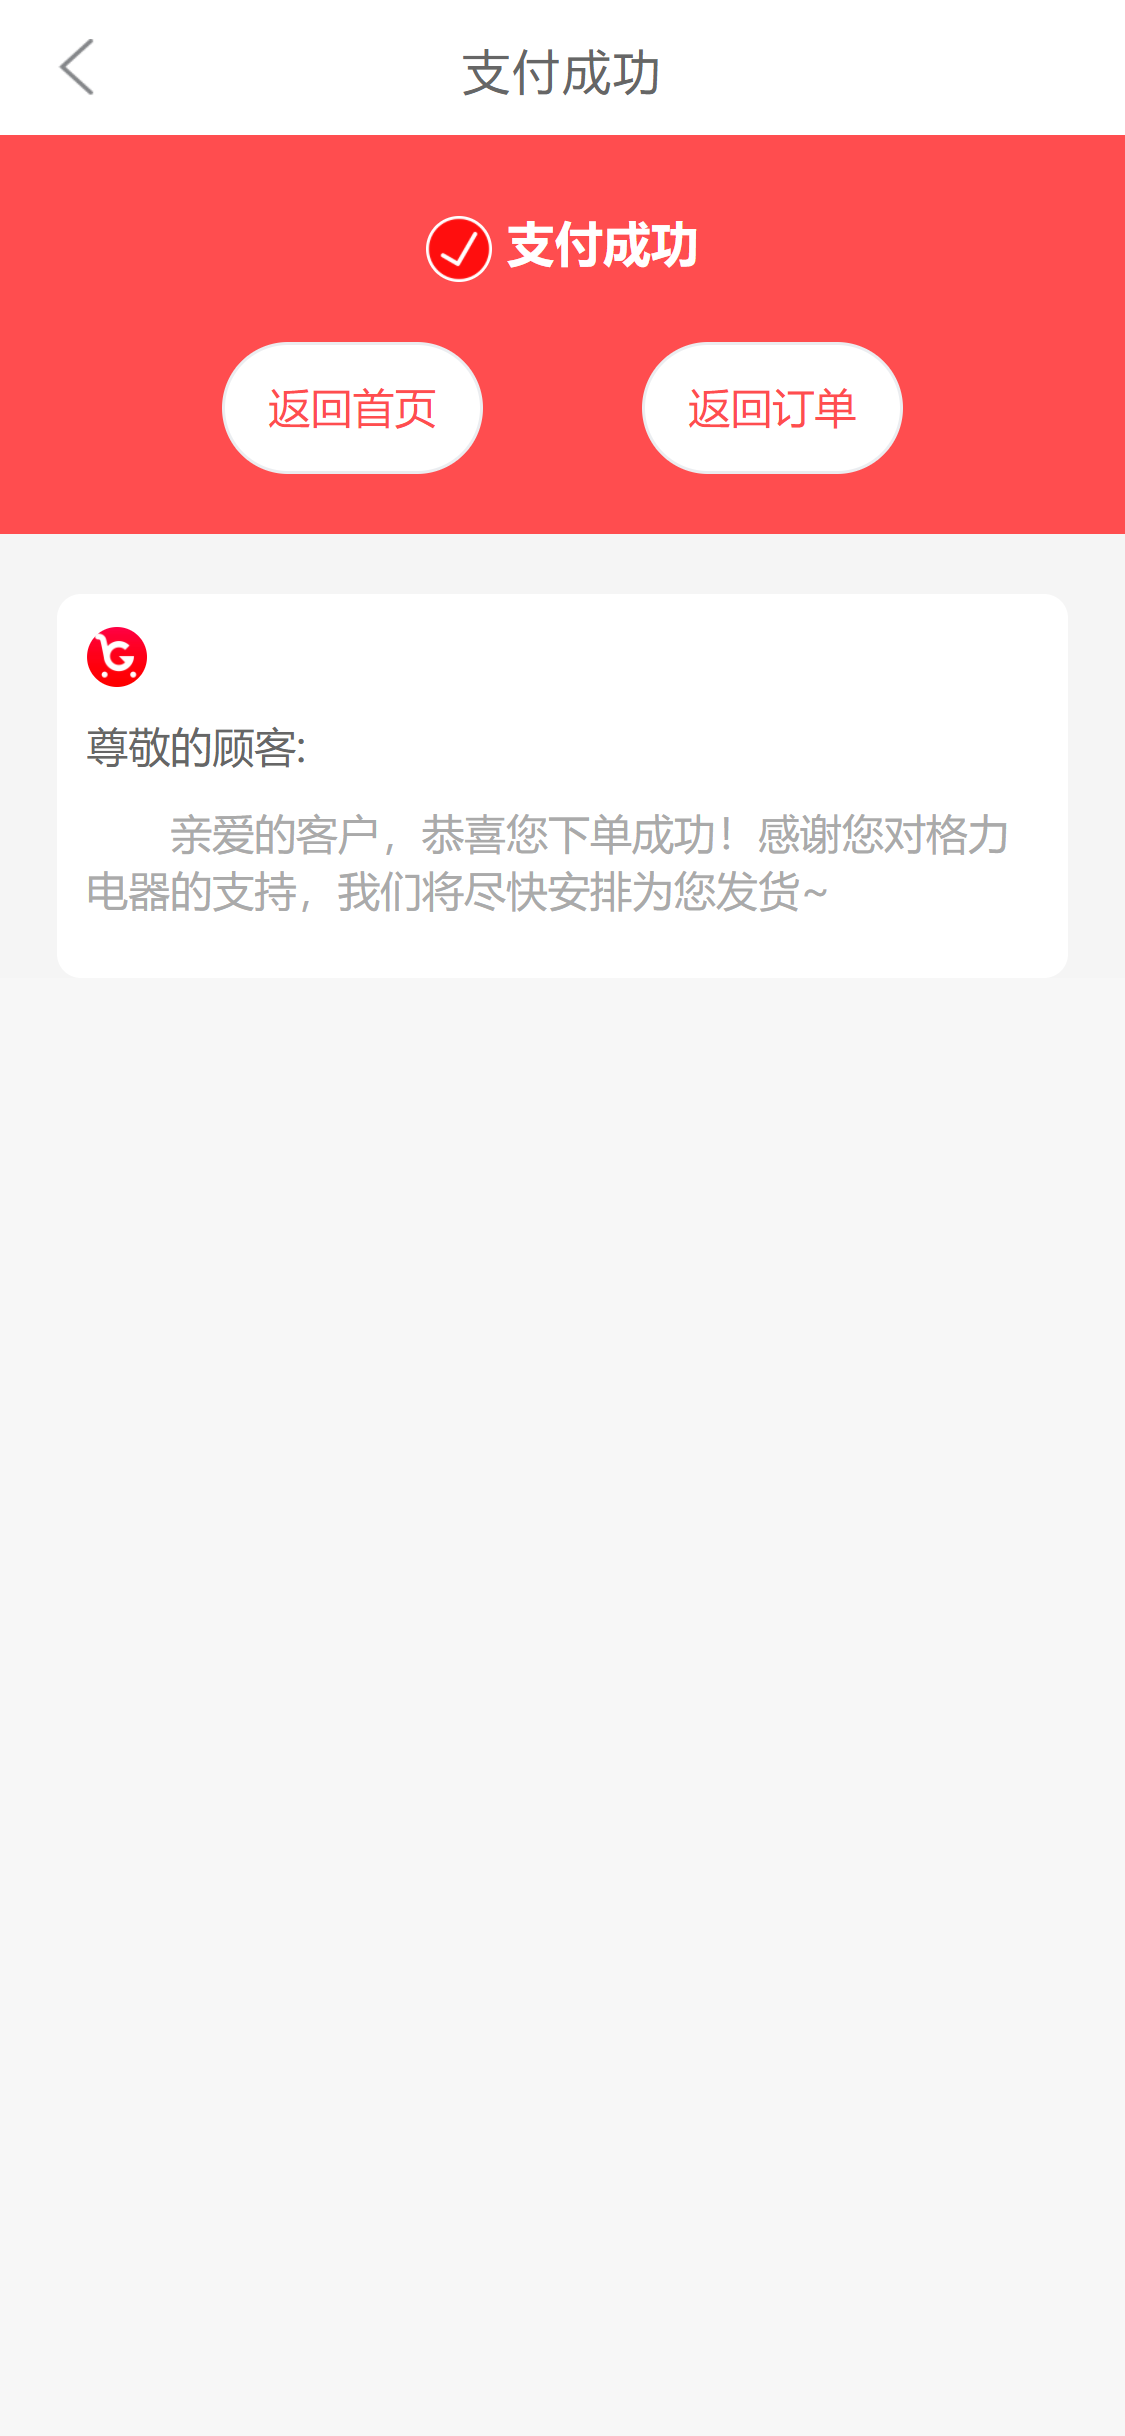 支付成功
支付成功
返回首页
返回订单
尊敬的顾客:
亲爱的客户，恭喜您下单成功！感谢您对格力
电器的支持，我们将尽快安排为您发货~